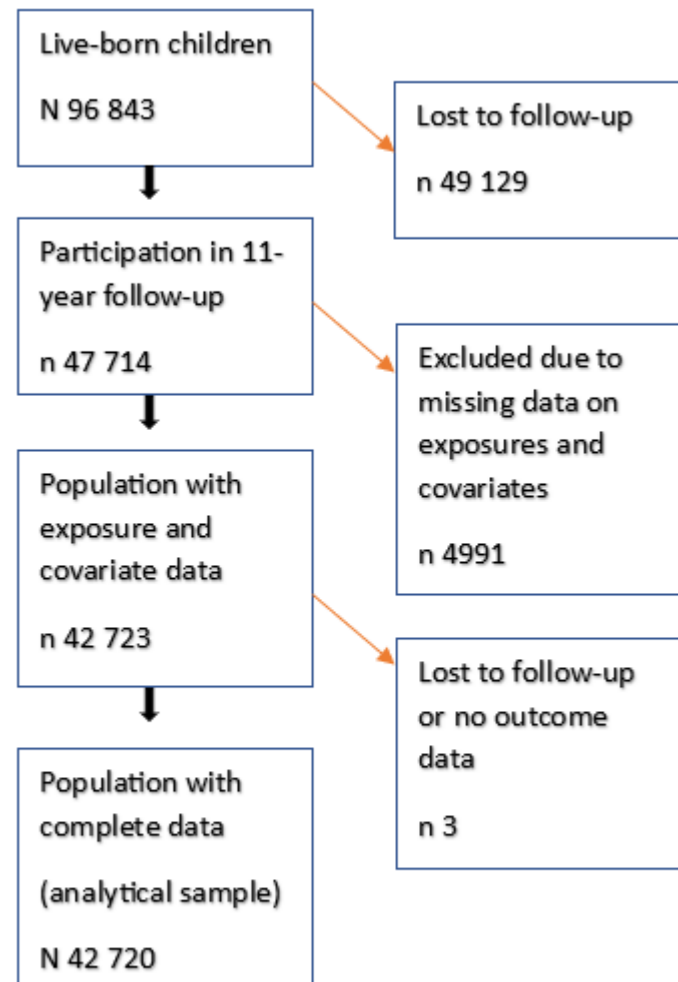 Live-born children
N 96 843
Lost to follow-up
n 49 129
Participation in 11-
year follow-up
n 47 714
Excluded due to
missing data on
exposures and
covariates
n 4991
Population with
exposure and
covariate data
n 42 723
Lost to follow-up
or no outcome
data
n 3
Population with
complete data
(analytical sample)
N 42 720